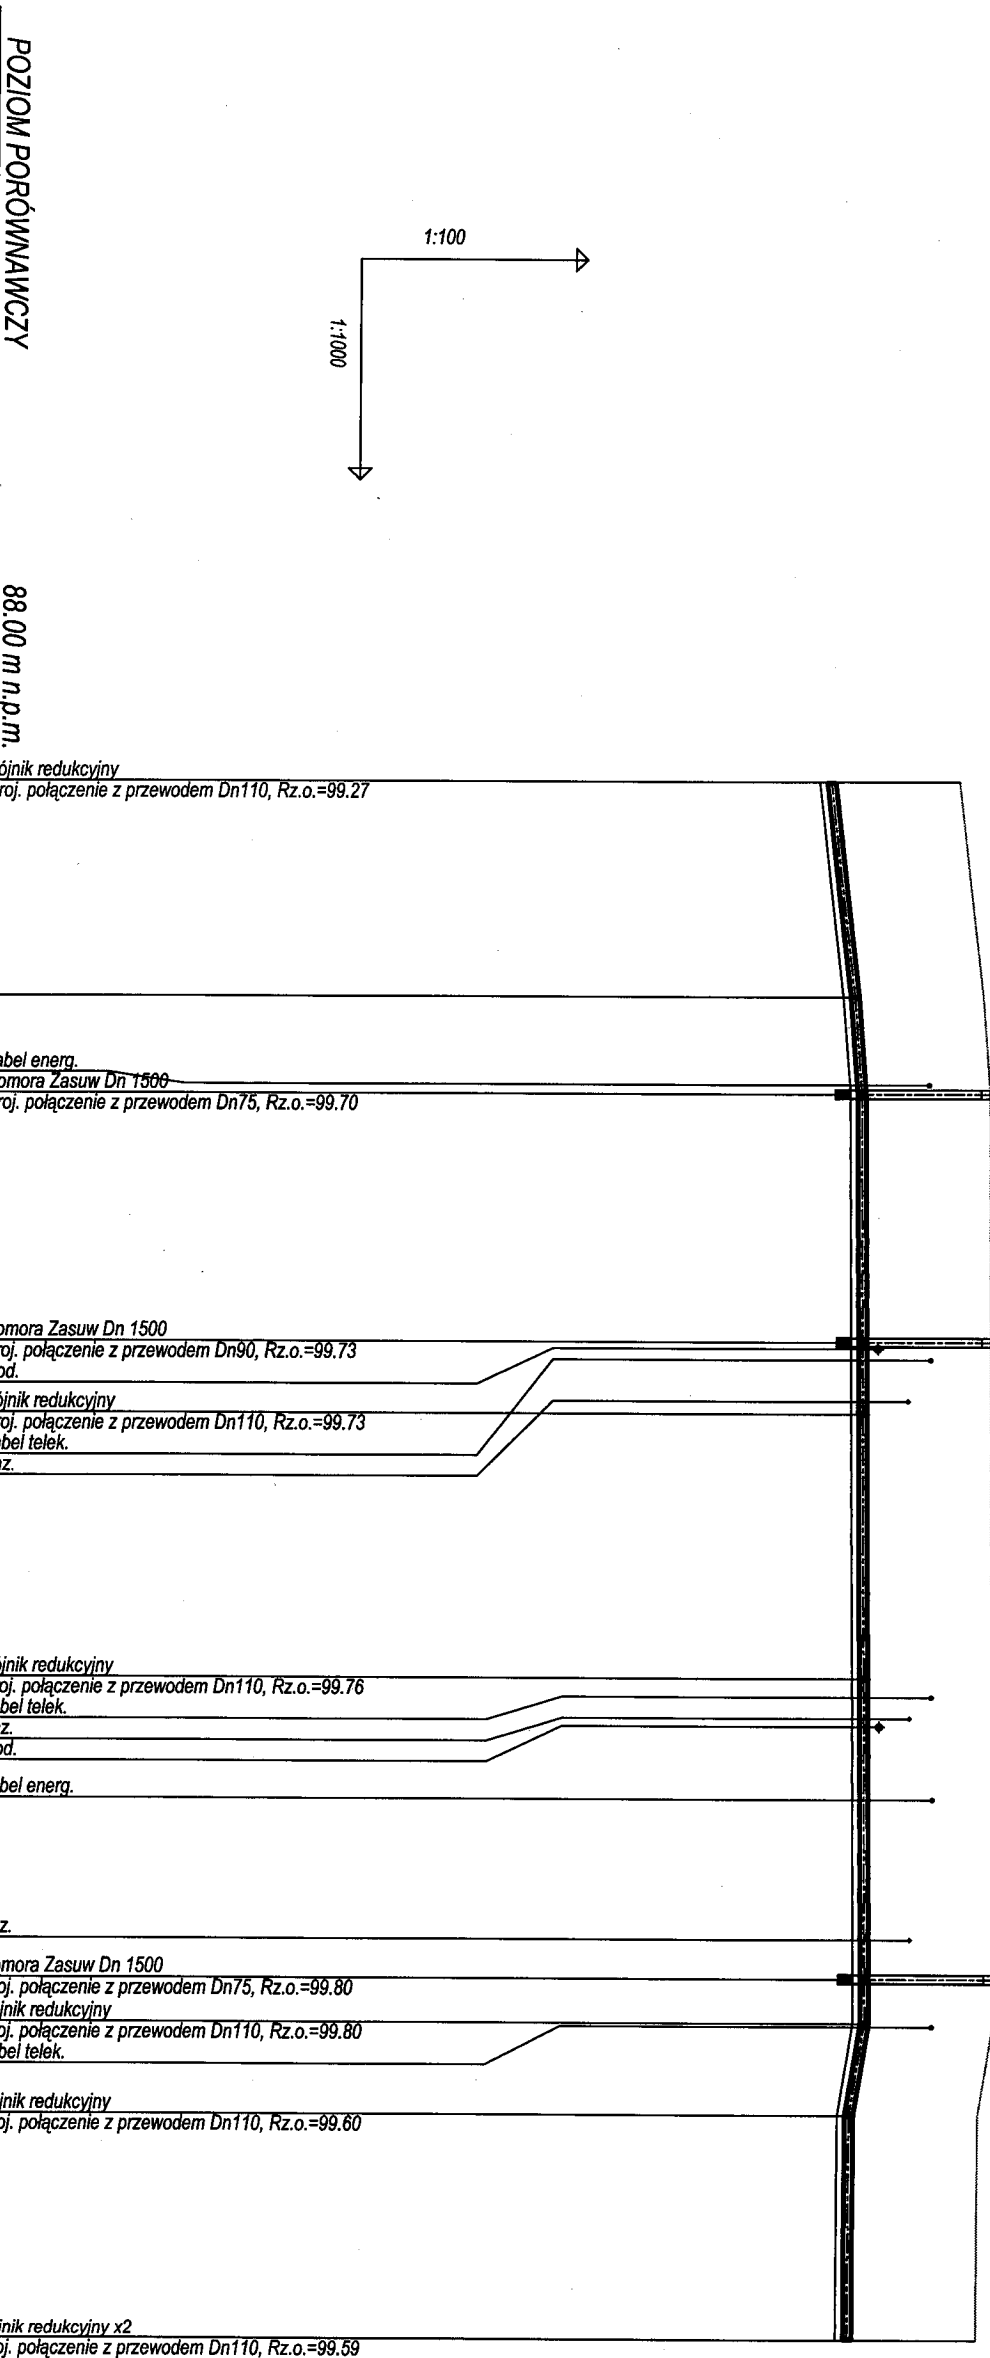 POZIOM PORÓWNAWCZY
88.00 m n.p.m.
1:100
1:1000
ójnik redukcyjny
roj. połączenie z przewodem Dn110, Rz.o.=99.27
abel energ.
omora Zasuw Dn 1500
roj. połączenie z przewodem Dn75, Rz.o.=99.70
omora Zasuw Dn 1500
roj. połączenie z przewodem Dn90, Rz.o.=99.73
od.
ójnik redukcyjny
roj. połączenie z przewodem Dn110, Rz.o.=99.73
abel telek.
az.
ójnik redukcyjny
oj. połączenie z przewodem Dn110, Rz.o.=99.76
bel telek.
z.
od.
bel energ.
z.
mora Zasuw Dn 1500
oj. połączenie z przewodem Dn75, Rz.o.=99.80
jnik redukcyjny
oj. połączenie z przewodem Dn110, Rz.o.=99.80
bel telek.
jnik redukcyjny
oj. połączenie z przewodem Dn110, Rz.o.=99.60
jnik redukcyjny x2
oj. połączenie z przewodem Dn110, Rz.o.=99.59